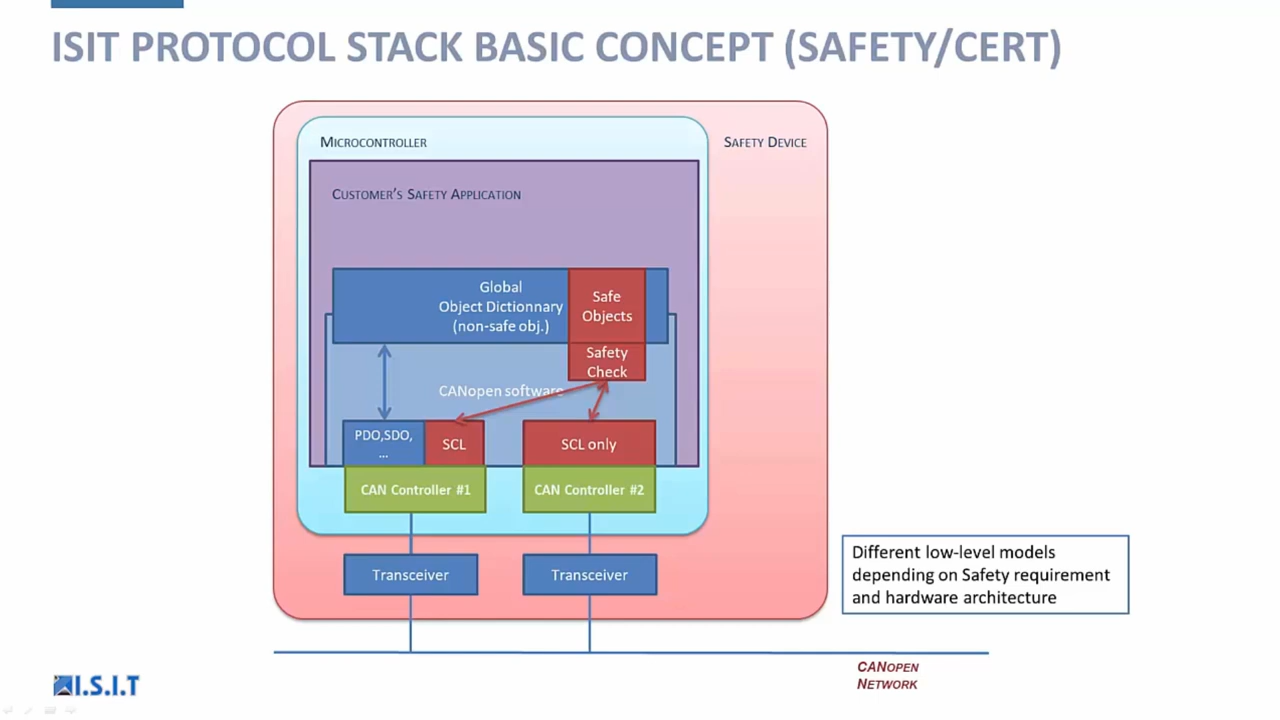 ISIT PROTOCOL STACK BASIC CONCEPT (SAFETY/CERT)
MICROCONTROLLER
SAFETY DEVICE
CUSTOMER'S SAFETY APPLICATION
Global
Object Dictionnary
(non-safe obj.)
Safe
Objects
Safety
Check
CANopen software
PDO,SDO,
...
SCL
SCL only
CAN Controller #1
CAN Controller #2
Transceiver
Transceiver
Different low-level models
depending on Safety requirement
and hardware architecture
CANOPEN
NETWORK
I.S.I.T